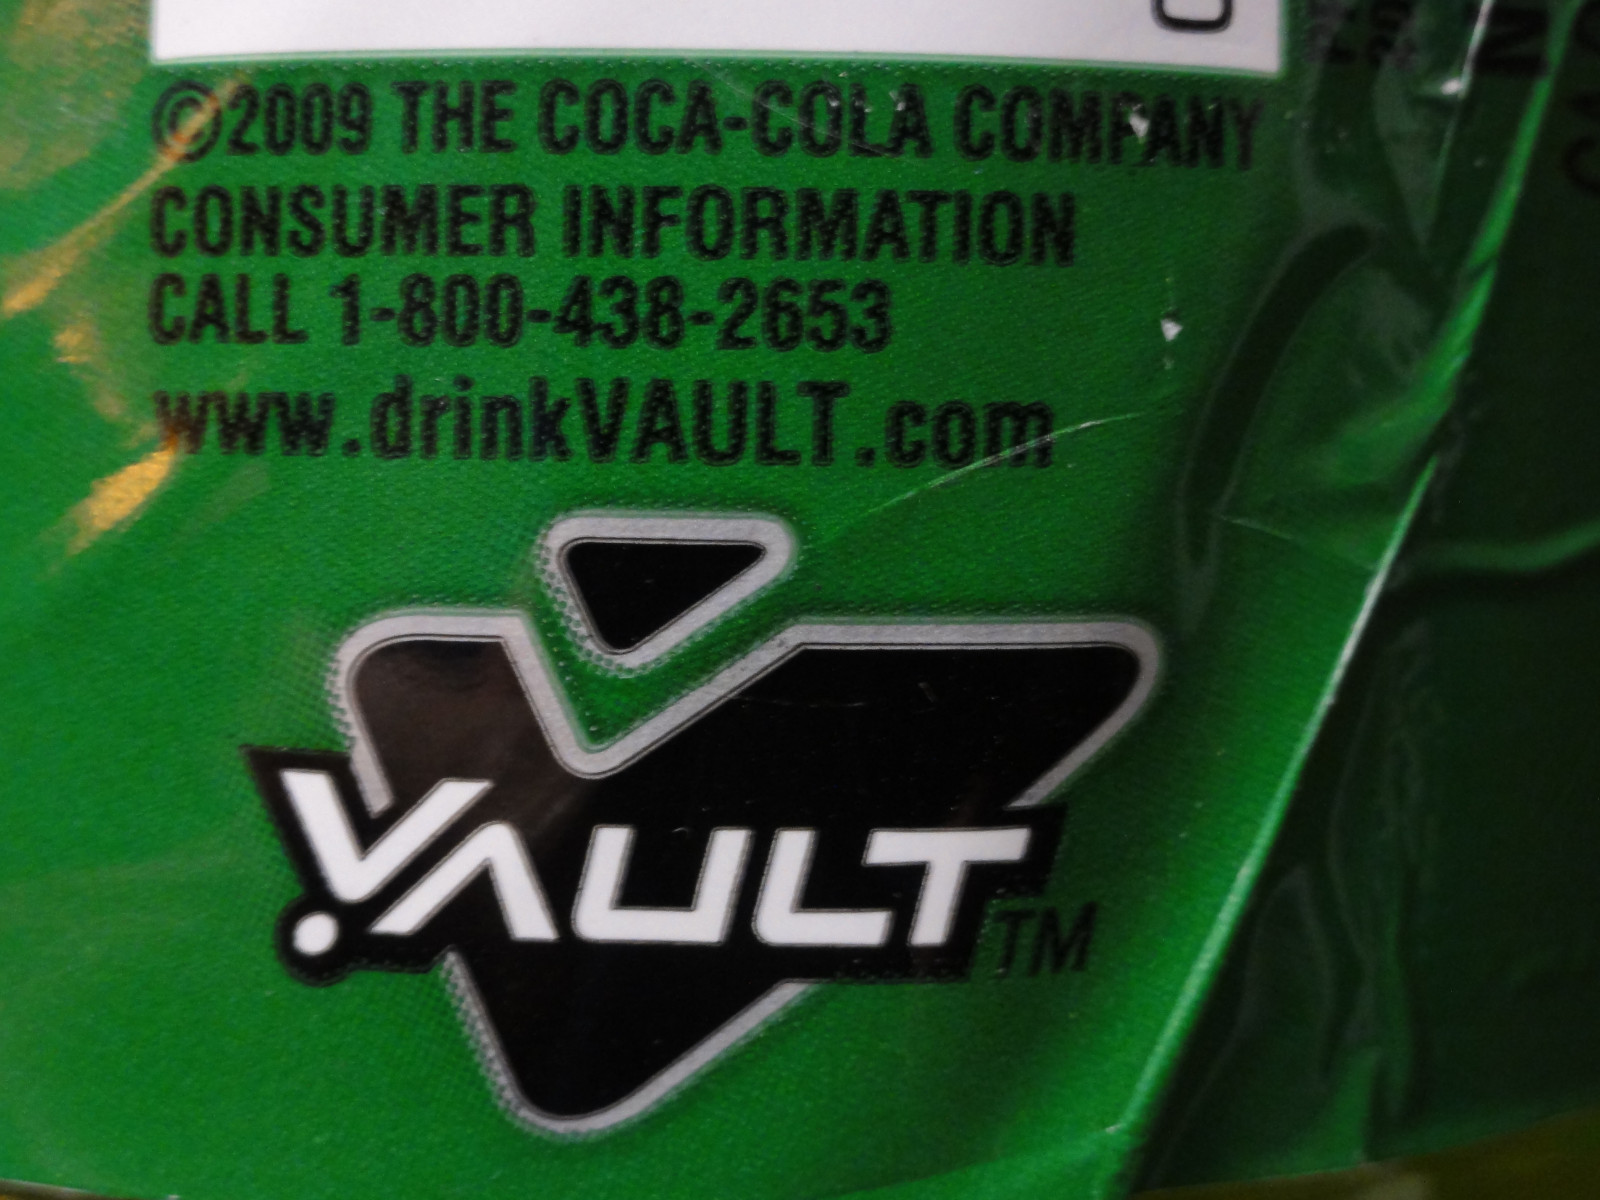 ©2009 THE COCA-COLA COMPANY
CONSUMER INFORMATION
CALL 1-800-438-2653
www.drinkVAULT.com
VAULT TM